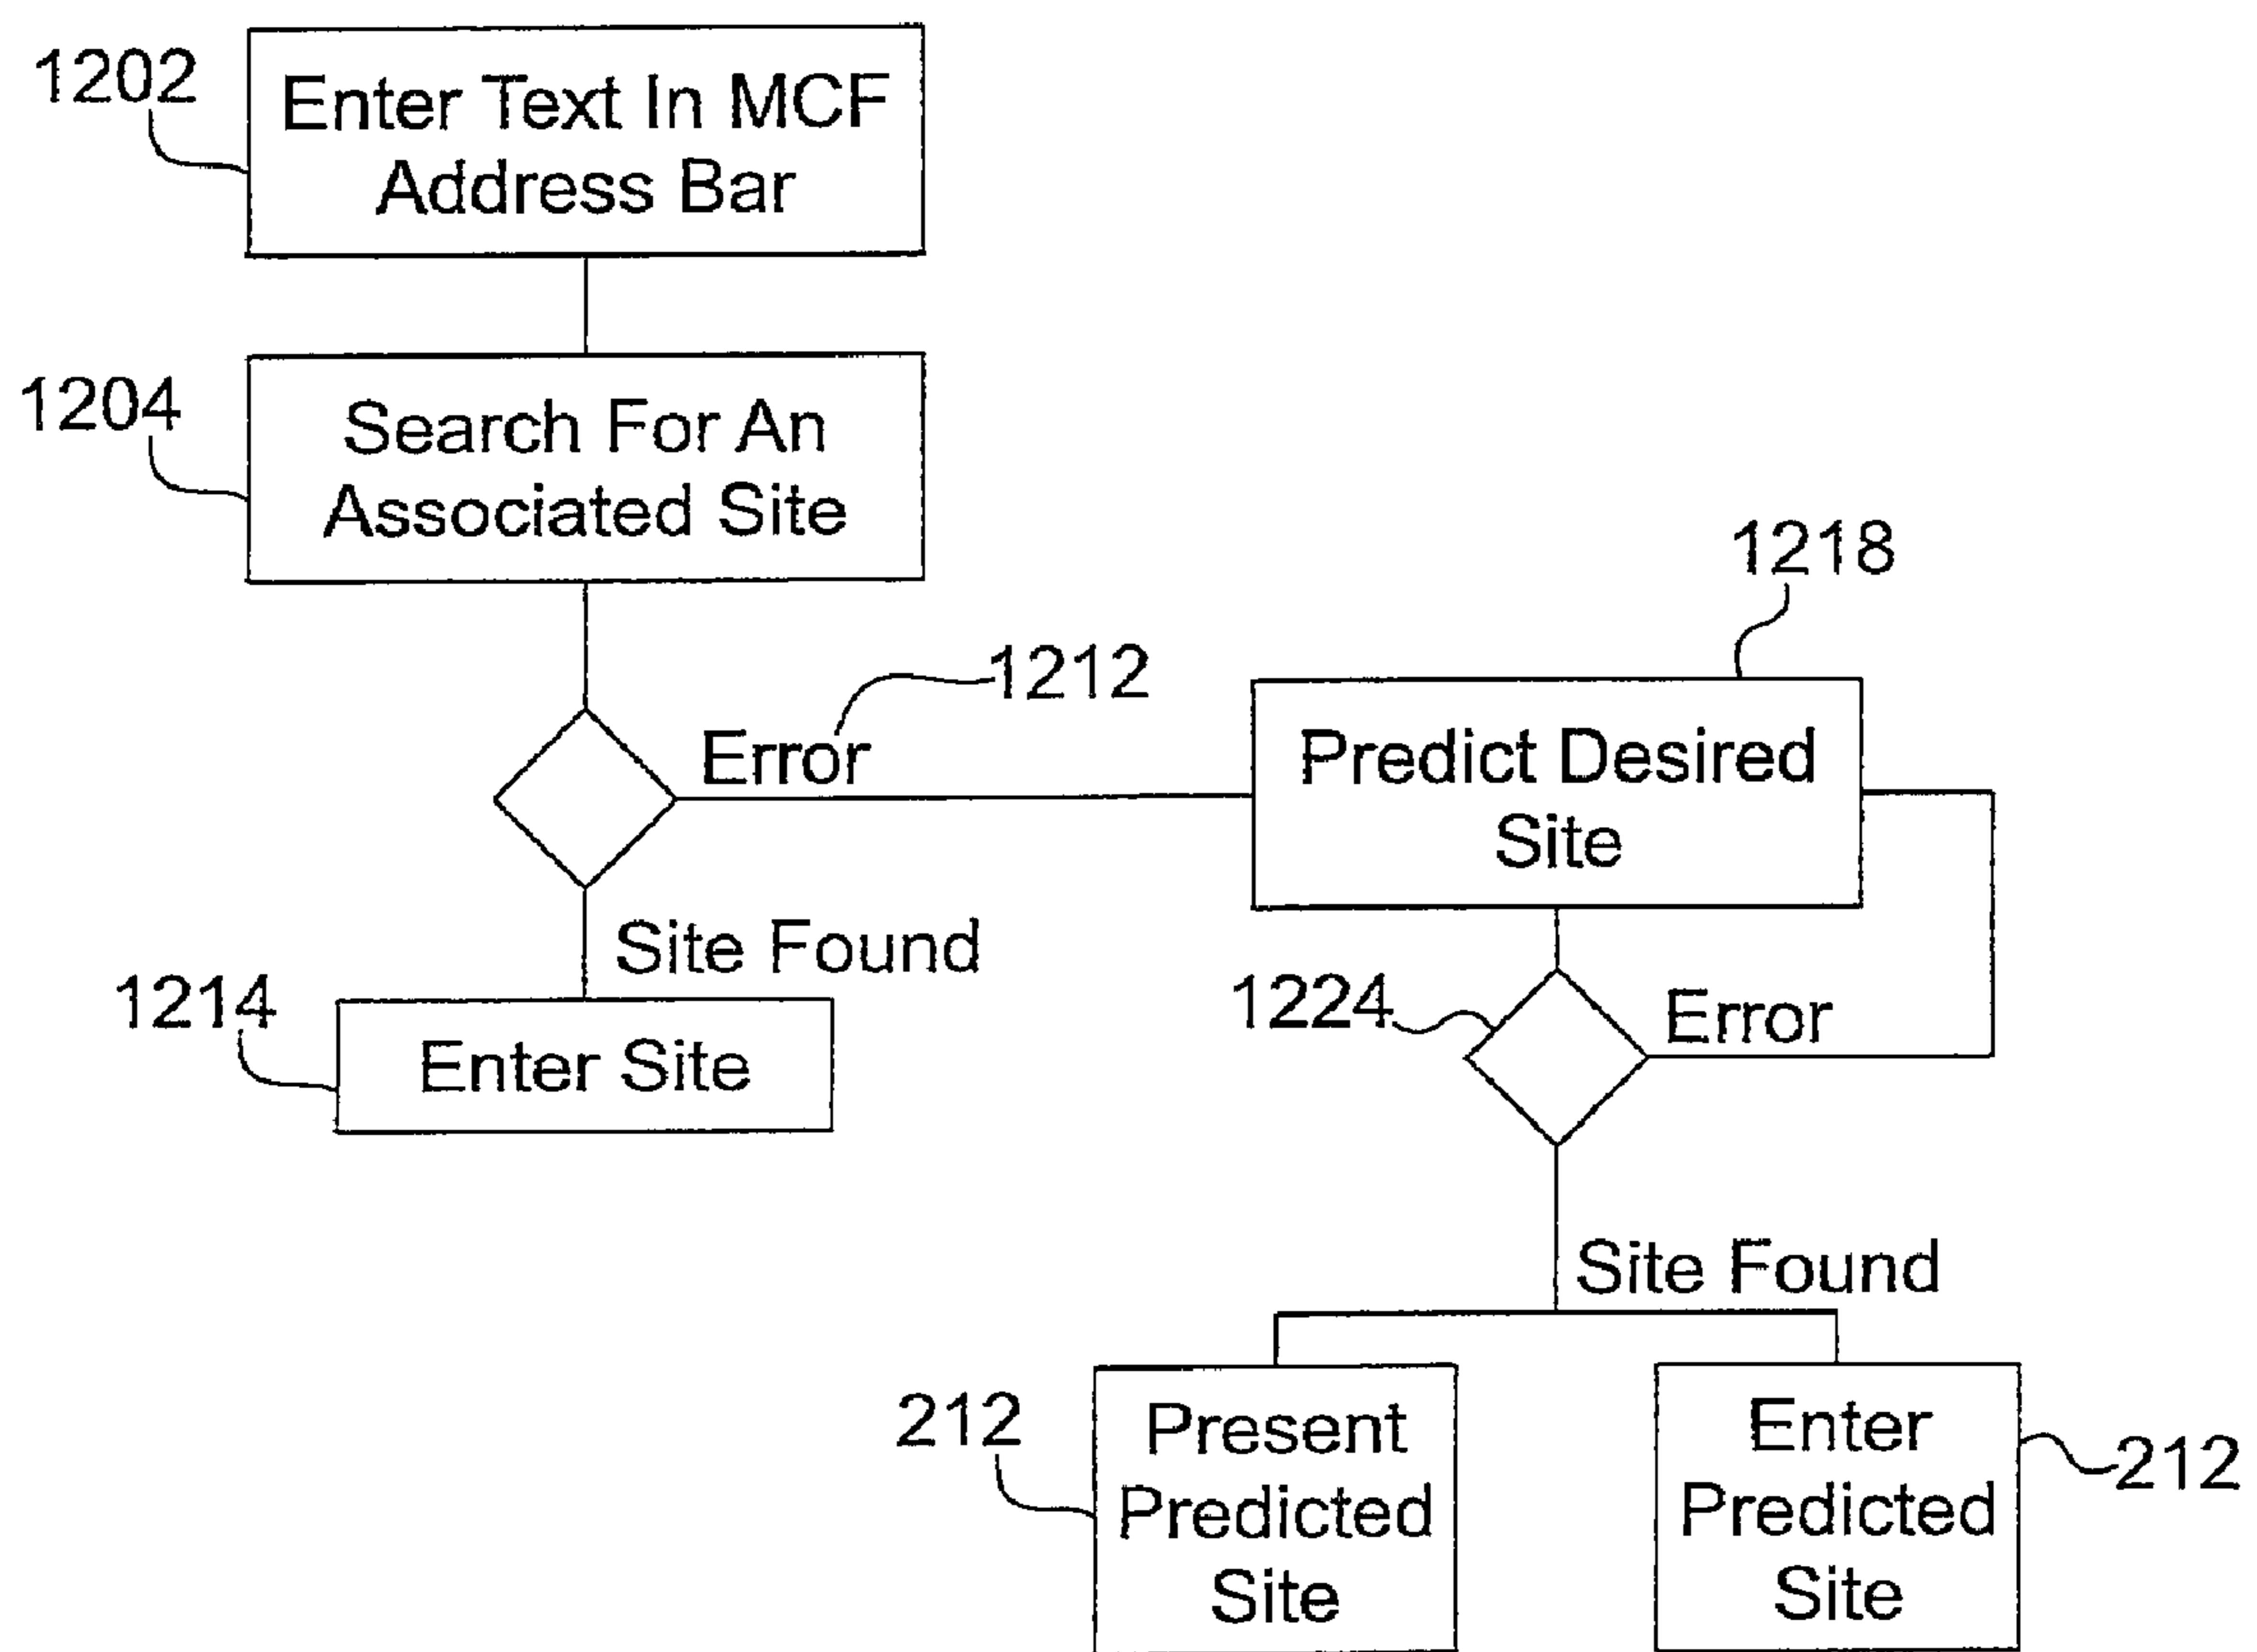 1202
Enter Text In MCF
Address Bar
1204
Search For An
Associated Site
1218
1212
Error
Predict Desired
Site
Site Found
1214
Enter Site
1224
Error
Site Found
212
Present
Predicted
Site
Enter
Predicted
Site
212